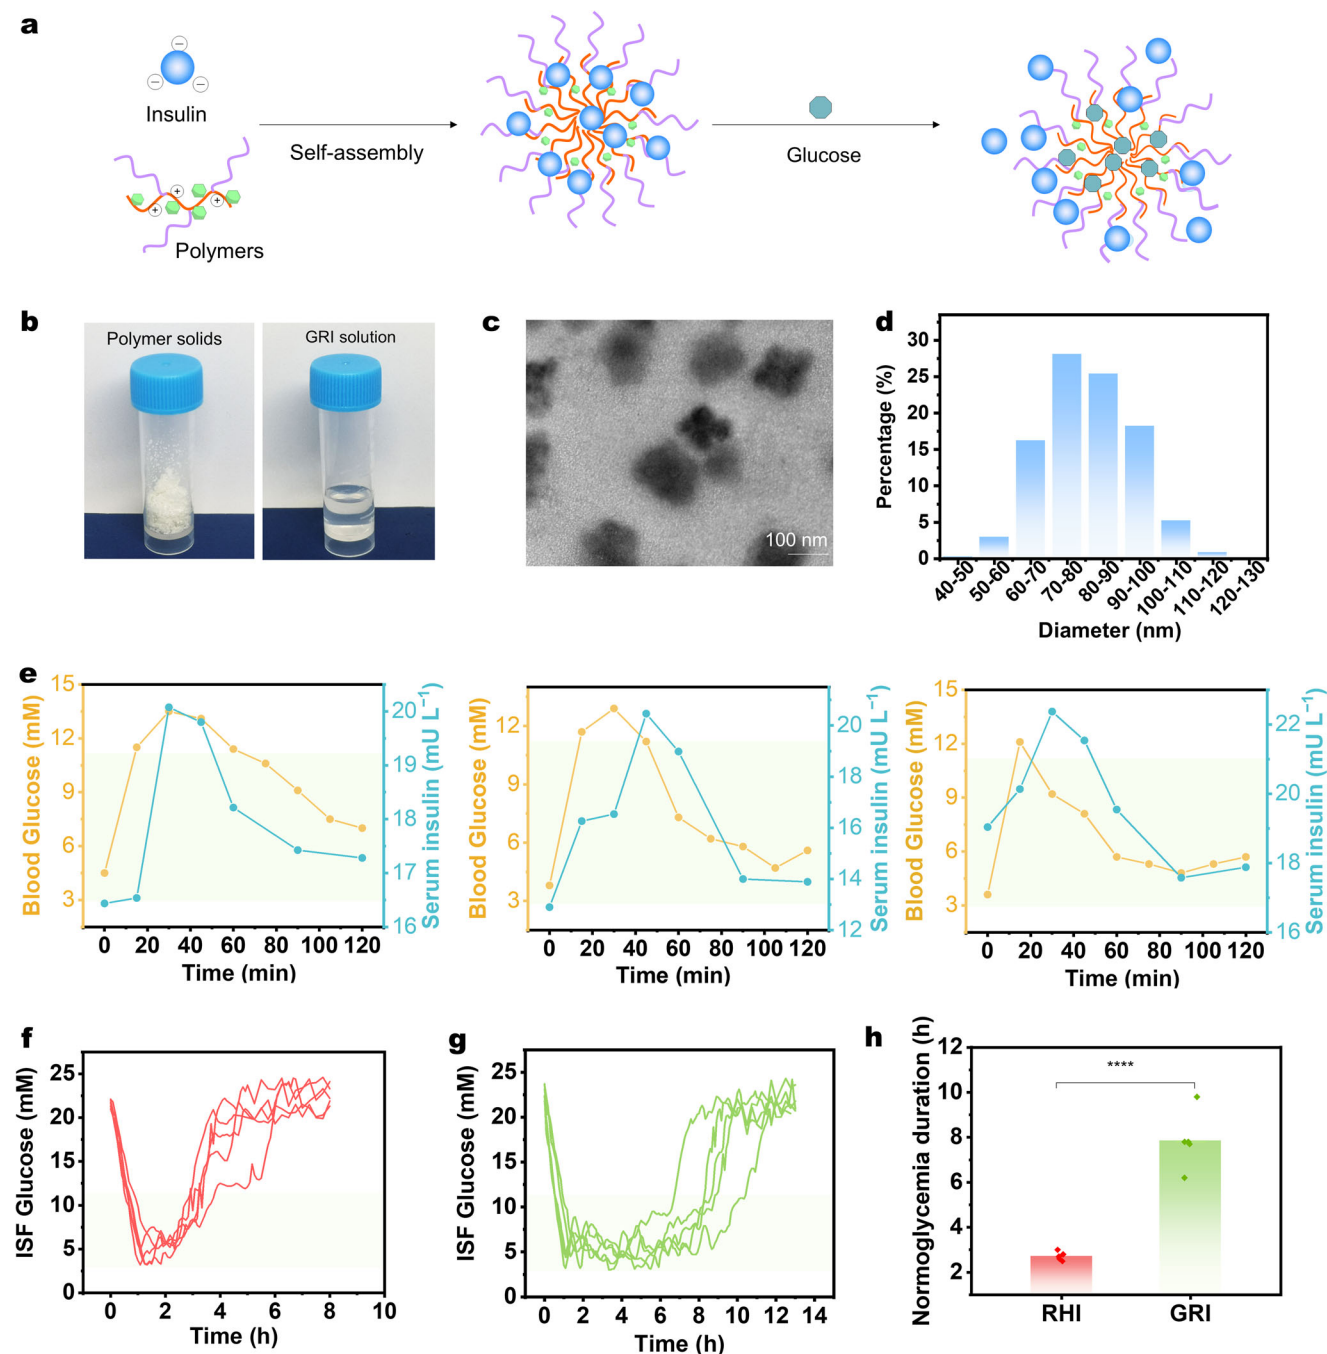 a
Insulin
Polymers
Self-assembly
Glucose
− − −
+ + +
b
Polymer solids
GRI solution
c
100 nm
d
Percentage (%)
30
25
20
15
10
5
0
40-50 50-60 60-70 70-80 80-90 90-100 100-110 110-120 120-130
Diameter (nm)
e
Blood Glucose (mM)
15
12
9
6
3
Serum insulin (mU L⁻¹)
20
19
18
17
16
0 20 40 60 80 100 120
Time (min)
Blood Glucose (mM)
12
9
6
3
Serum insulin (mU L⁻¹)
20
18
16
14
12
0 20 40 60 80 100 120
Time (min)
Blood Glucose (mM)
15
12
9
6
3
Serum insulin (mU L⁻¹)
22
20
18
16
0 20 40 60 80 100 120
Time (min)
f
ISF Glucose (mM)
25
20
15
10
5
0
0 2 4 6 8 10
Time (h)
g
ISF Glucose (mM)
25
20
15
10
5
0
0 2 4 6 8 10 12 14
Time (h)
h
Normoglycemia duration (h)
12
10
8
6
4
2
****
RHI GRI